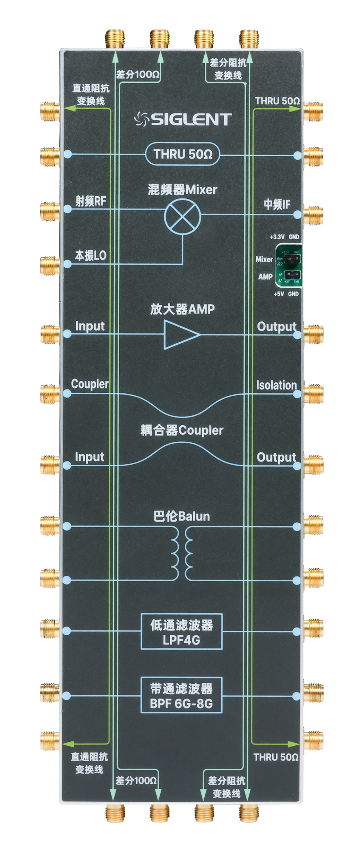 差分100Ω
差分阻抗
变换线
直通阻抗
变换线
THRU 50Ω
SIGLENT
THRU 50Ω
混频器Mixer
射频RF
中频IF
本振LO
+3.3V GND
Mixer
AMP
+5V GND
放大器AMP
Input
Output
Coupler
Isolation
耦合器Coupler
Input
Output
巴伦Balun
低通滤波器
LPF4G
带通滤波器
BPF 6G-8G
直通阻抗
变换线
THRU 50Ω
差分100Ω
差分阻抗
变换线